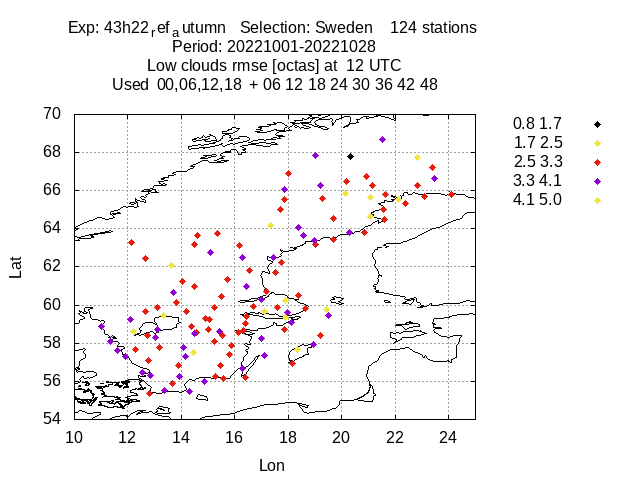 Exp: 43h22refautumn Selection: Sweden 124 stations
Period: 20221001-20221028
Low clouds rmse [octas] at 12 UTC
Used 00,06,12,18 + 06 12 18 24 30 36 42 48
0.8 1.7
1.7 2.5
2.5 3.3
3.3 4.1
4.1 5.0
70
68
66
64
62
60
58
56
54
10 12 14 16 18 20 22 24
Lat
Lon